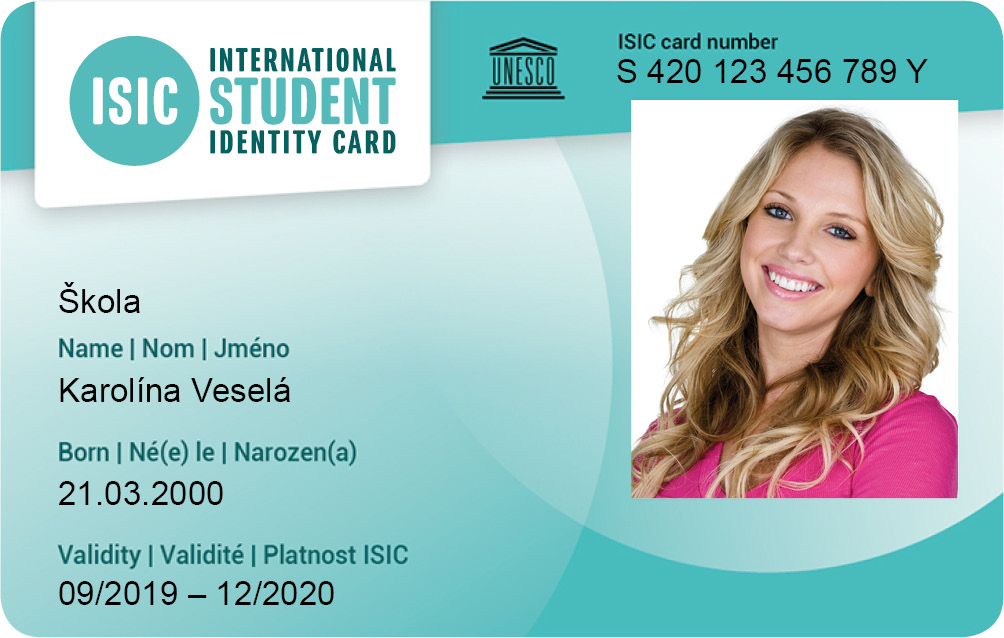 ISIC
INTERNATIONAL
STUDENT
IDENTITY CARD
UNESCO
ISIC card number
S 420 123 456 789 Y
Škola
Name | Nom | Jméno
Karolína Veselá
Born | Né(e) le | Narozen(a)
21.03.2000
Validity | Validité | Platnost ISIC
09/2019 – 12/2020